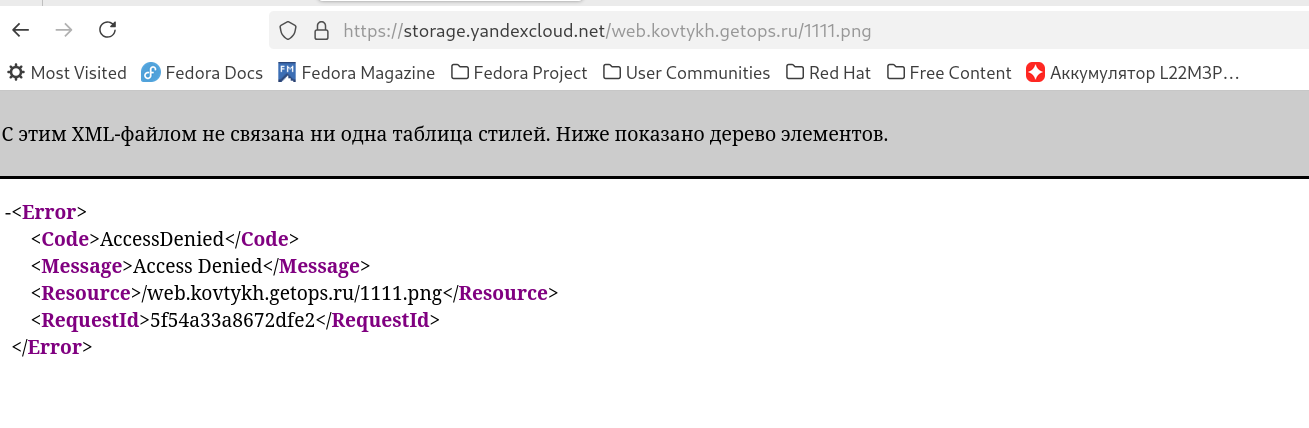 https://storage.yandexcloud.net/web.kovtykh.getops.ru/1111.png
Most Visited Fedora Docs FM Fedora Magazine Fedora Project User Communities Red Hat Free Content Аккумулятор L22M3P...
С этим XML-файлом не связана ни одна таблица стилей. Ниже показано дерево элементов.
-<Error>
<Code>AccessDenied</Code>
<Message>Access Denied</Message>
<Resource>/web.kovtykh.getops.ru/1111.png</Resource>
<RequestId>5f54a33a8672dfe2</RequestId>
</Error>